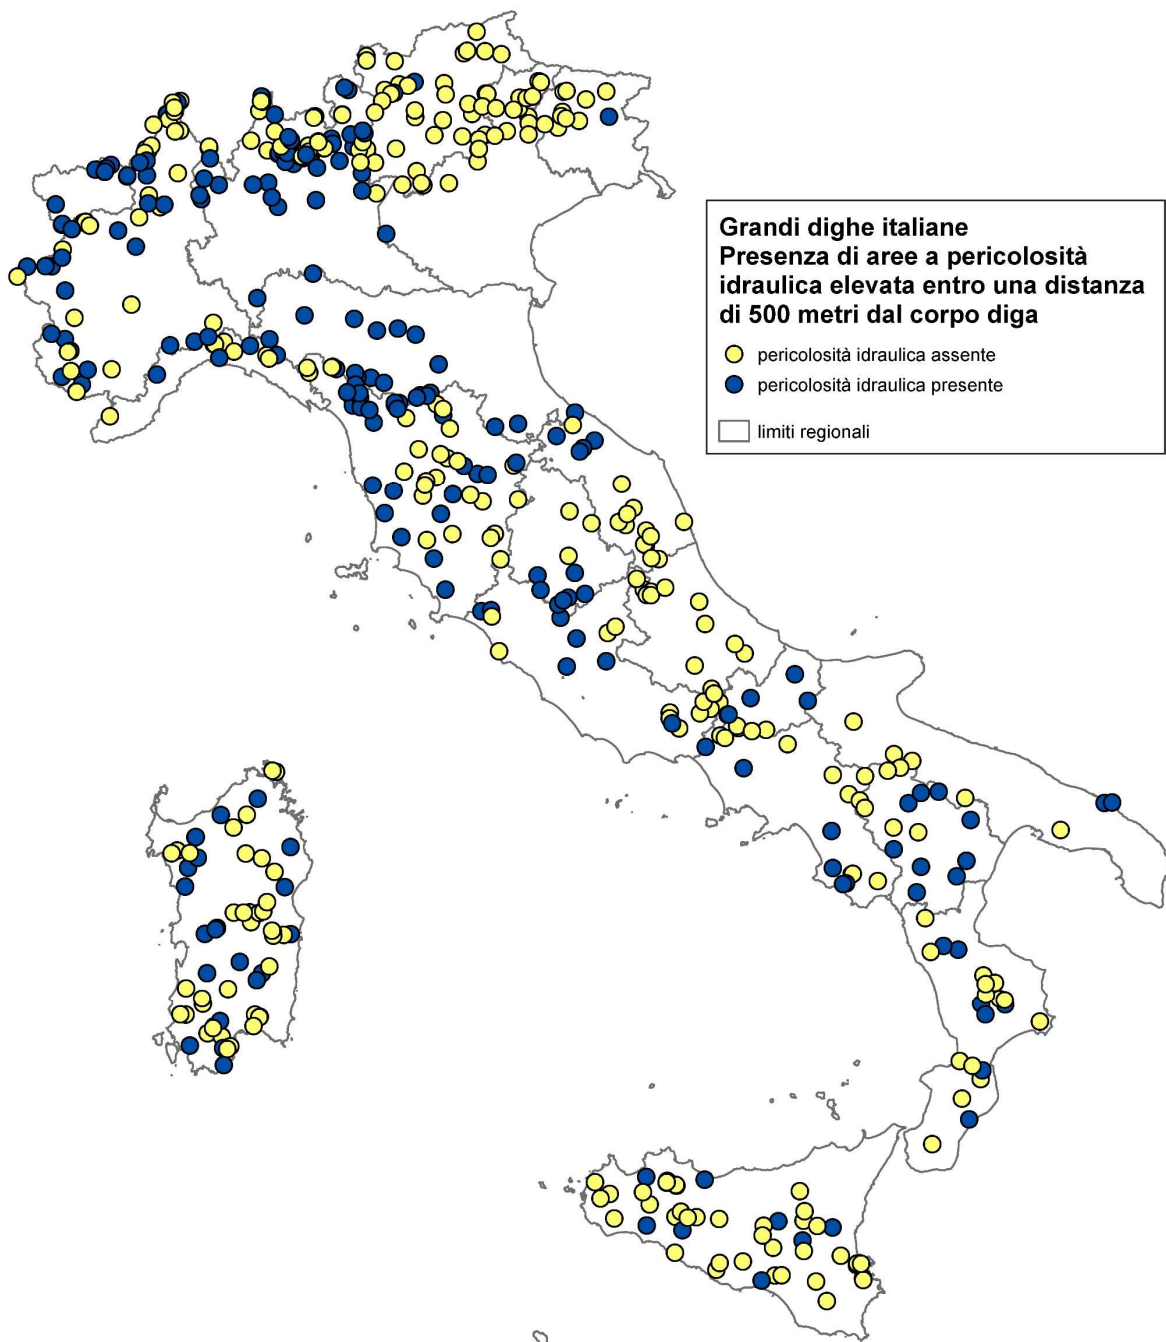 Grandi dighe italiane
Presenza di aree a pericolosità
idraulica elevata entro una distanza
di 500 metri dal corpo diga
pericolosità idraulica assente
pericolosità idraulica presente
limiti regionali